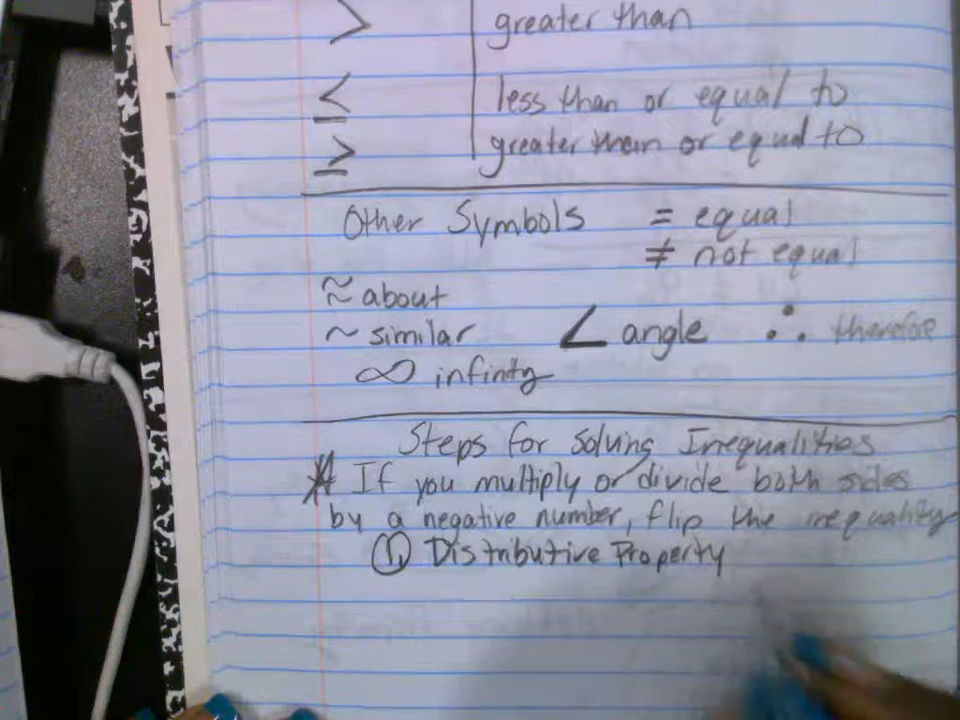 > greater than
≤ less than or equal to
≥ greater than or equal to
Other Symbols = equal
≠ not equal
≈ about
~ similar ∠ angle ∴ therefore
∞ infinity
Steps for Solving Inequalities
* If you multiply or divide both sides
by a negative number, flip the inequality
1. Distributive Property